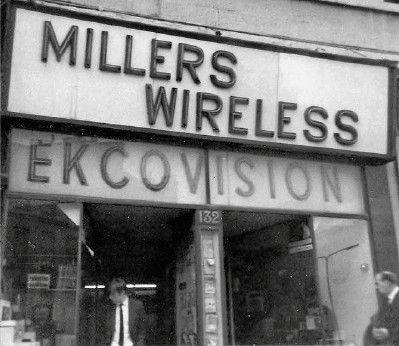 MILLERS
WIRELESS
EKCOVISION
132